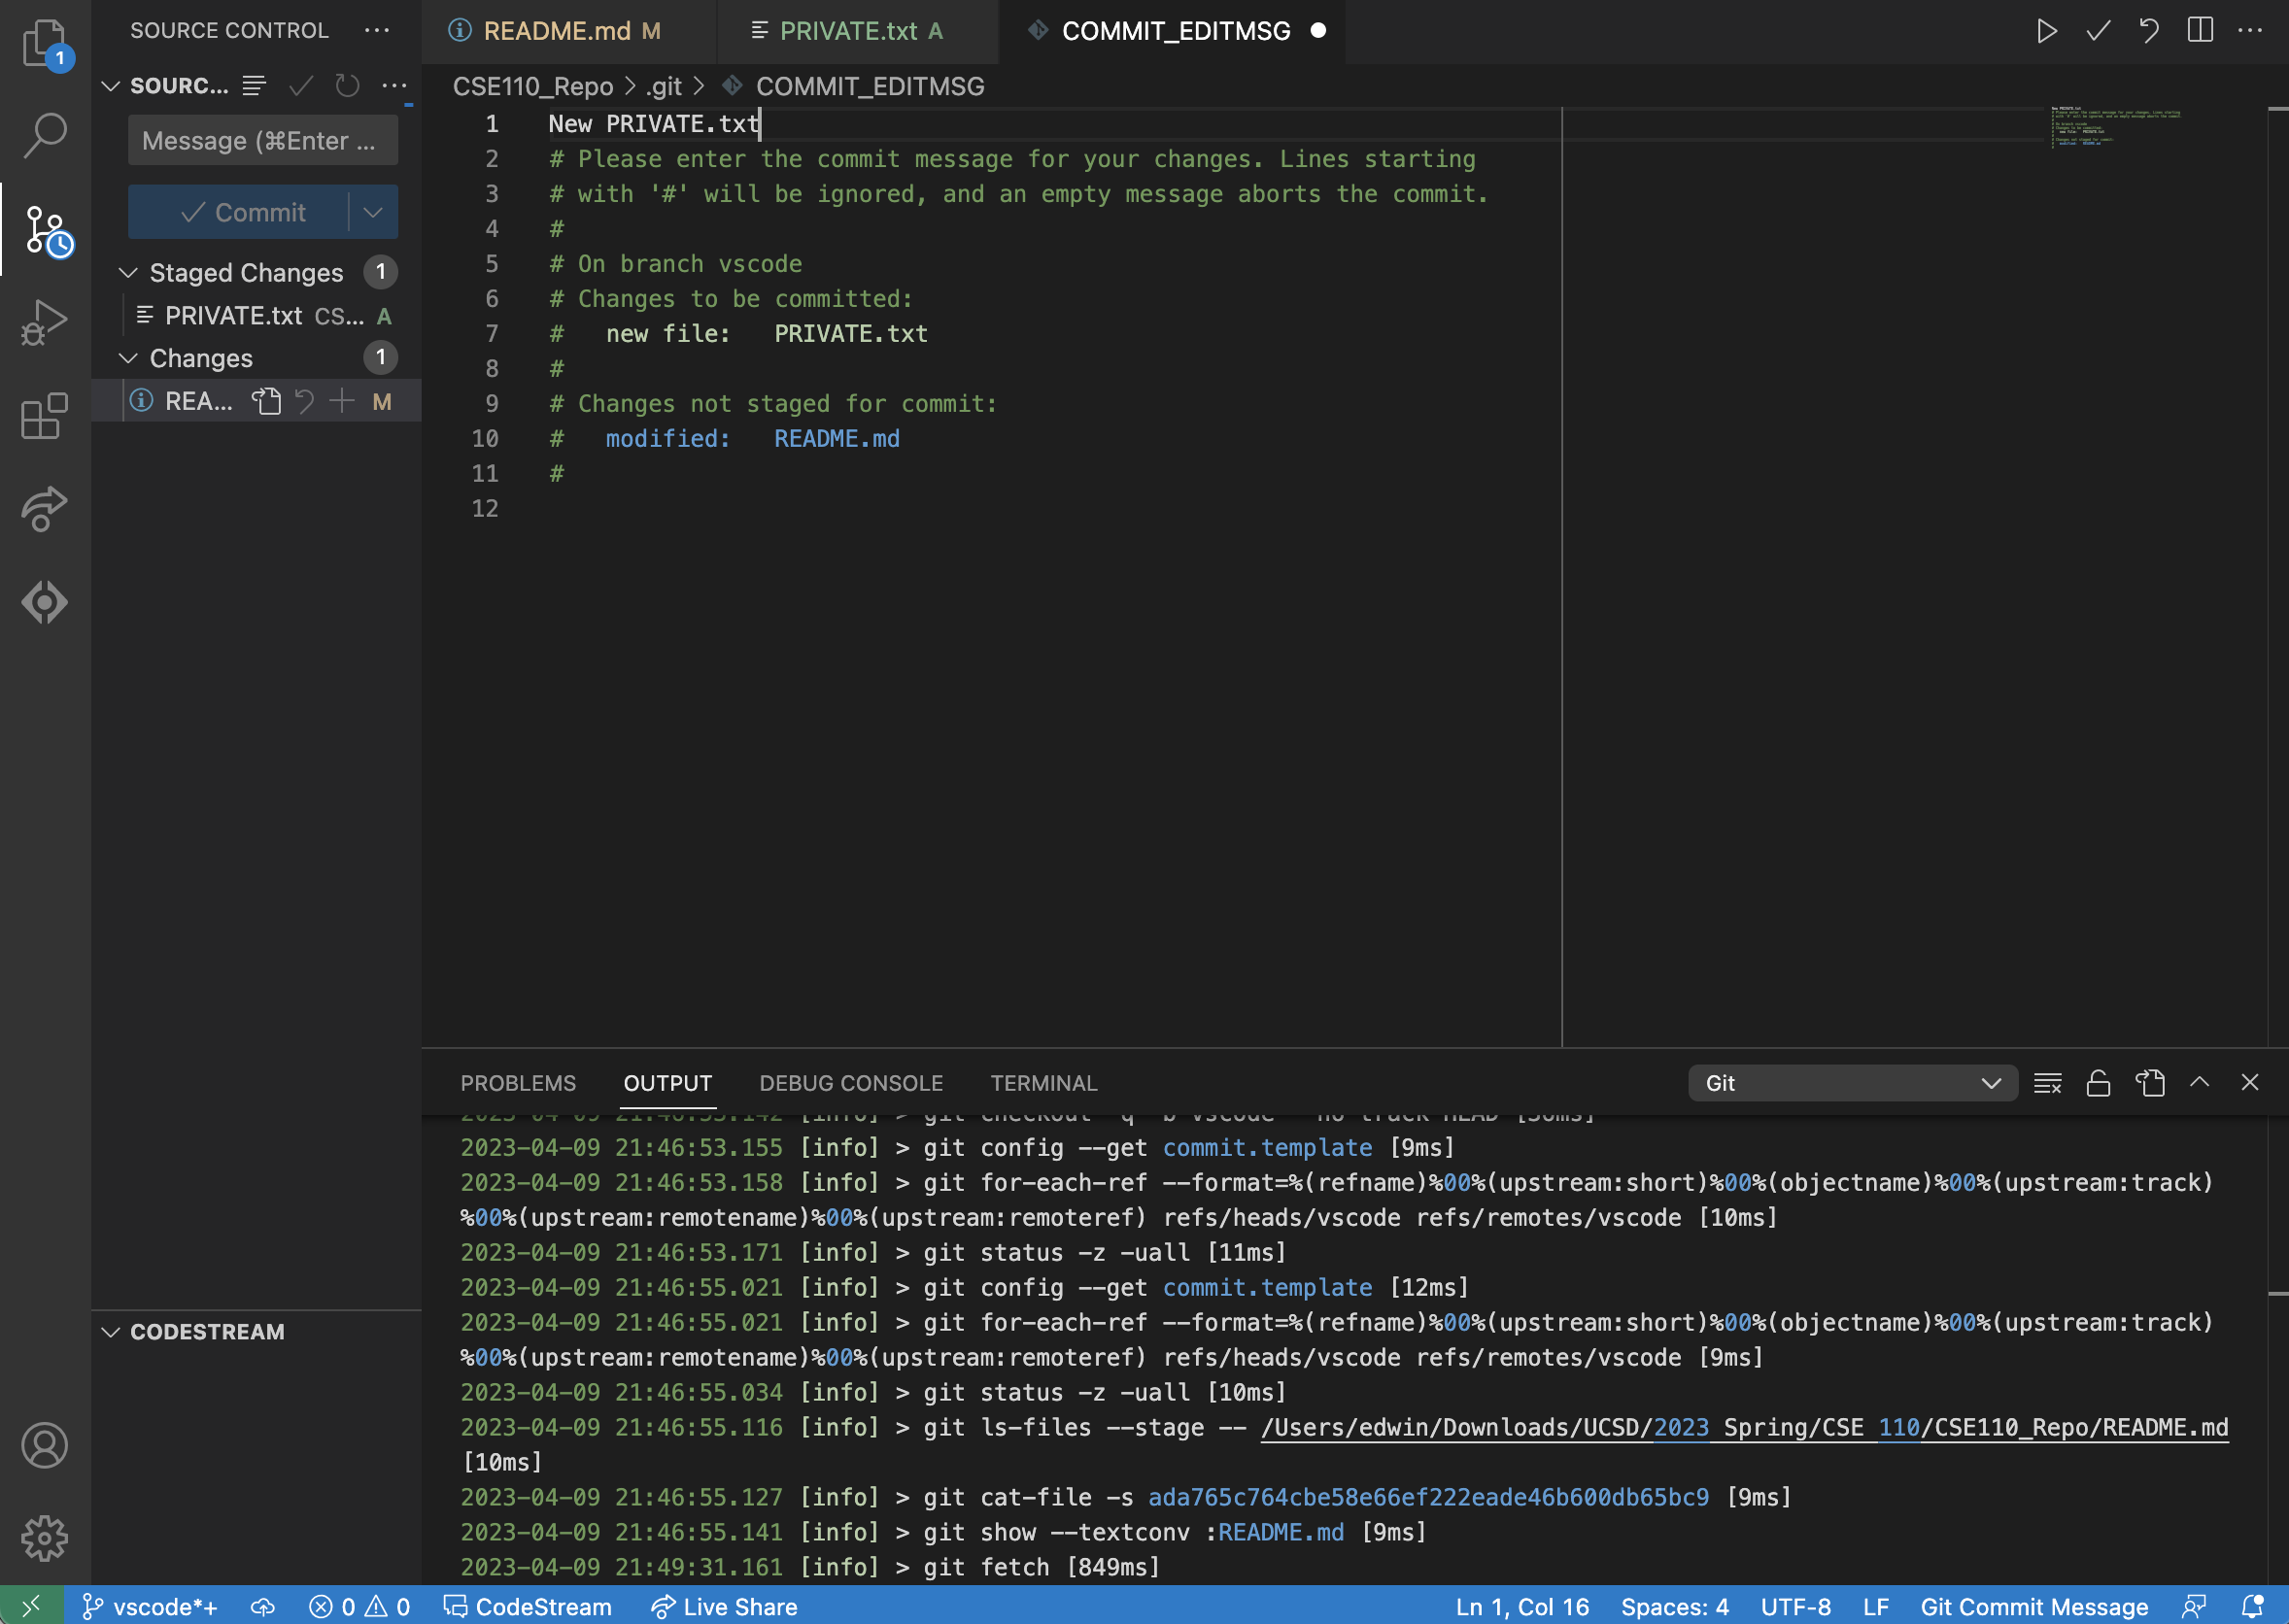 SOURCE CONTROL ···
README.md M
PRIVATE.txt A
COMMIT_EDITMSG
1
SOURC...
CSE110_Repo > .git > COMMIT_EDITMSG
Message (⌘Enter ...
Commit
Staged Changes 1
PRIVATE.txt CS... A
Changes 1
REA... M
1 New PRIVATE.txt
2 # Please enter the commit message for your changes. Lines starting
3 # with '#' will be ignored, and an empty message aborts the commit.
4 #
5 # On branch vscode
6 # Changes to be committed:
7 #   new file:   PRIVATE.txt
8 #
9 # Changes not staged for commit:
10 #   modified:   README.md
11 #
12
CODESTREAM
PROBLEMS OUTPUT DEBUG CONSOLE TERMINAL
Git
2023-04-09 21:46:53.155 [info] > git config --get commit.template [9ms]
2023-04-09 21:46:53.158 [info] > git for-each-ref --format=%(refname)%00%(upstream:short)%00%(objectname)%00%(upstream:track)
%00%(upstream:remotename)%00%(upstream:remoteref) refs/heads/vscode refs/remotes/vscode [10ms]
2023-04-09 21:46:53.171 [info] > git status -z -uall [11ms]
2023-04-09 21:46:55.021 [info] > git config --get commit.template [12ms]
2023-04-09 21:46:55.021 [info] > git for-each-ref --format=%(refname)%00%(upstream:short)%00%(objectname)%00%(upstream:track)
%00%(upstream:remotename)%00%(upstream:remoteref) refs/heads/vscode refs/remotes/vscode [9ms]
2023-04-09 21:46:55.034 [info] > git status -z -uall [10ms]
2023-04-09 21:46:55.116 [info] > git ls-files --stage -- /Users/edwin/Downloads/UCSD/2023 Spring/CSE 110/CSE110_Repo/README.md
[10ms]
2023-04-09 21:46:55.127 [info] > git cat-file -s ada765c764cbe58e66ef222eade46b600db65bc9 [9ms]
2023-04-09 21:46:55.141 [info] > git show --textconv :README.md [9ms]
2023-04-09 21:49:31.161 [info] > git fetch [849ms]
vscode*+ 0 0 CodeStream Live Share Ln 1, Col 16 Spaces: 4 UTF-8 LF Git Commit Message